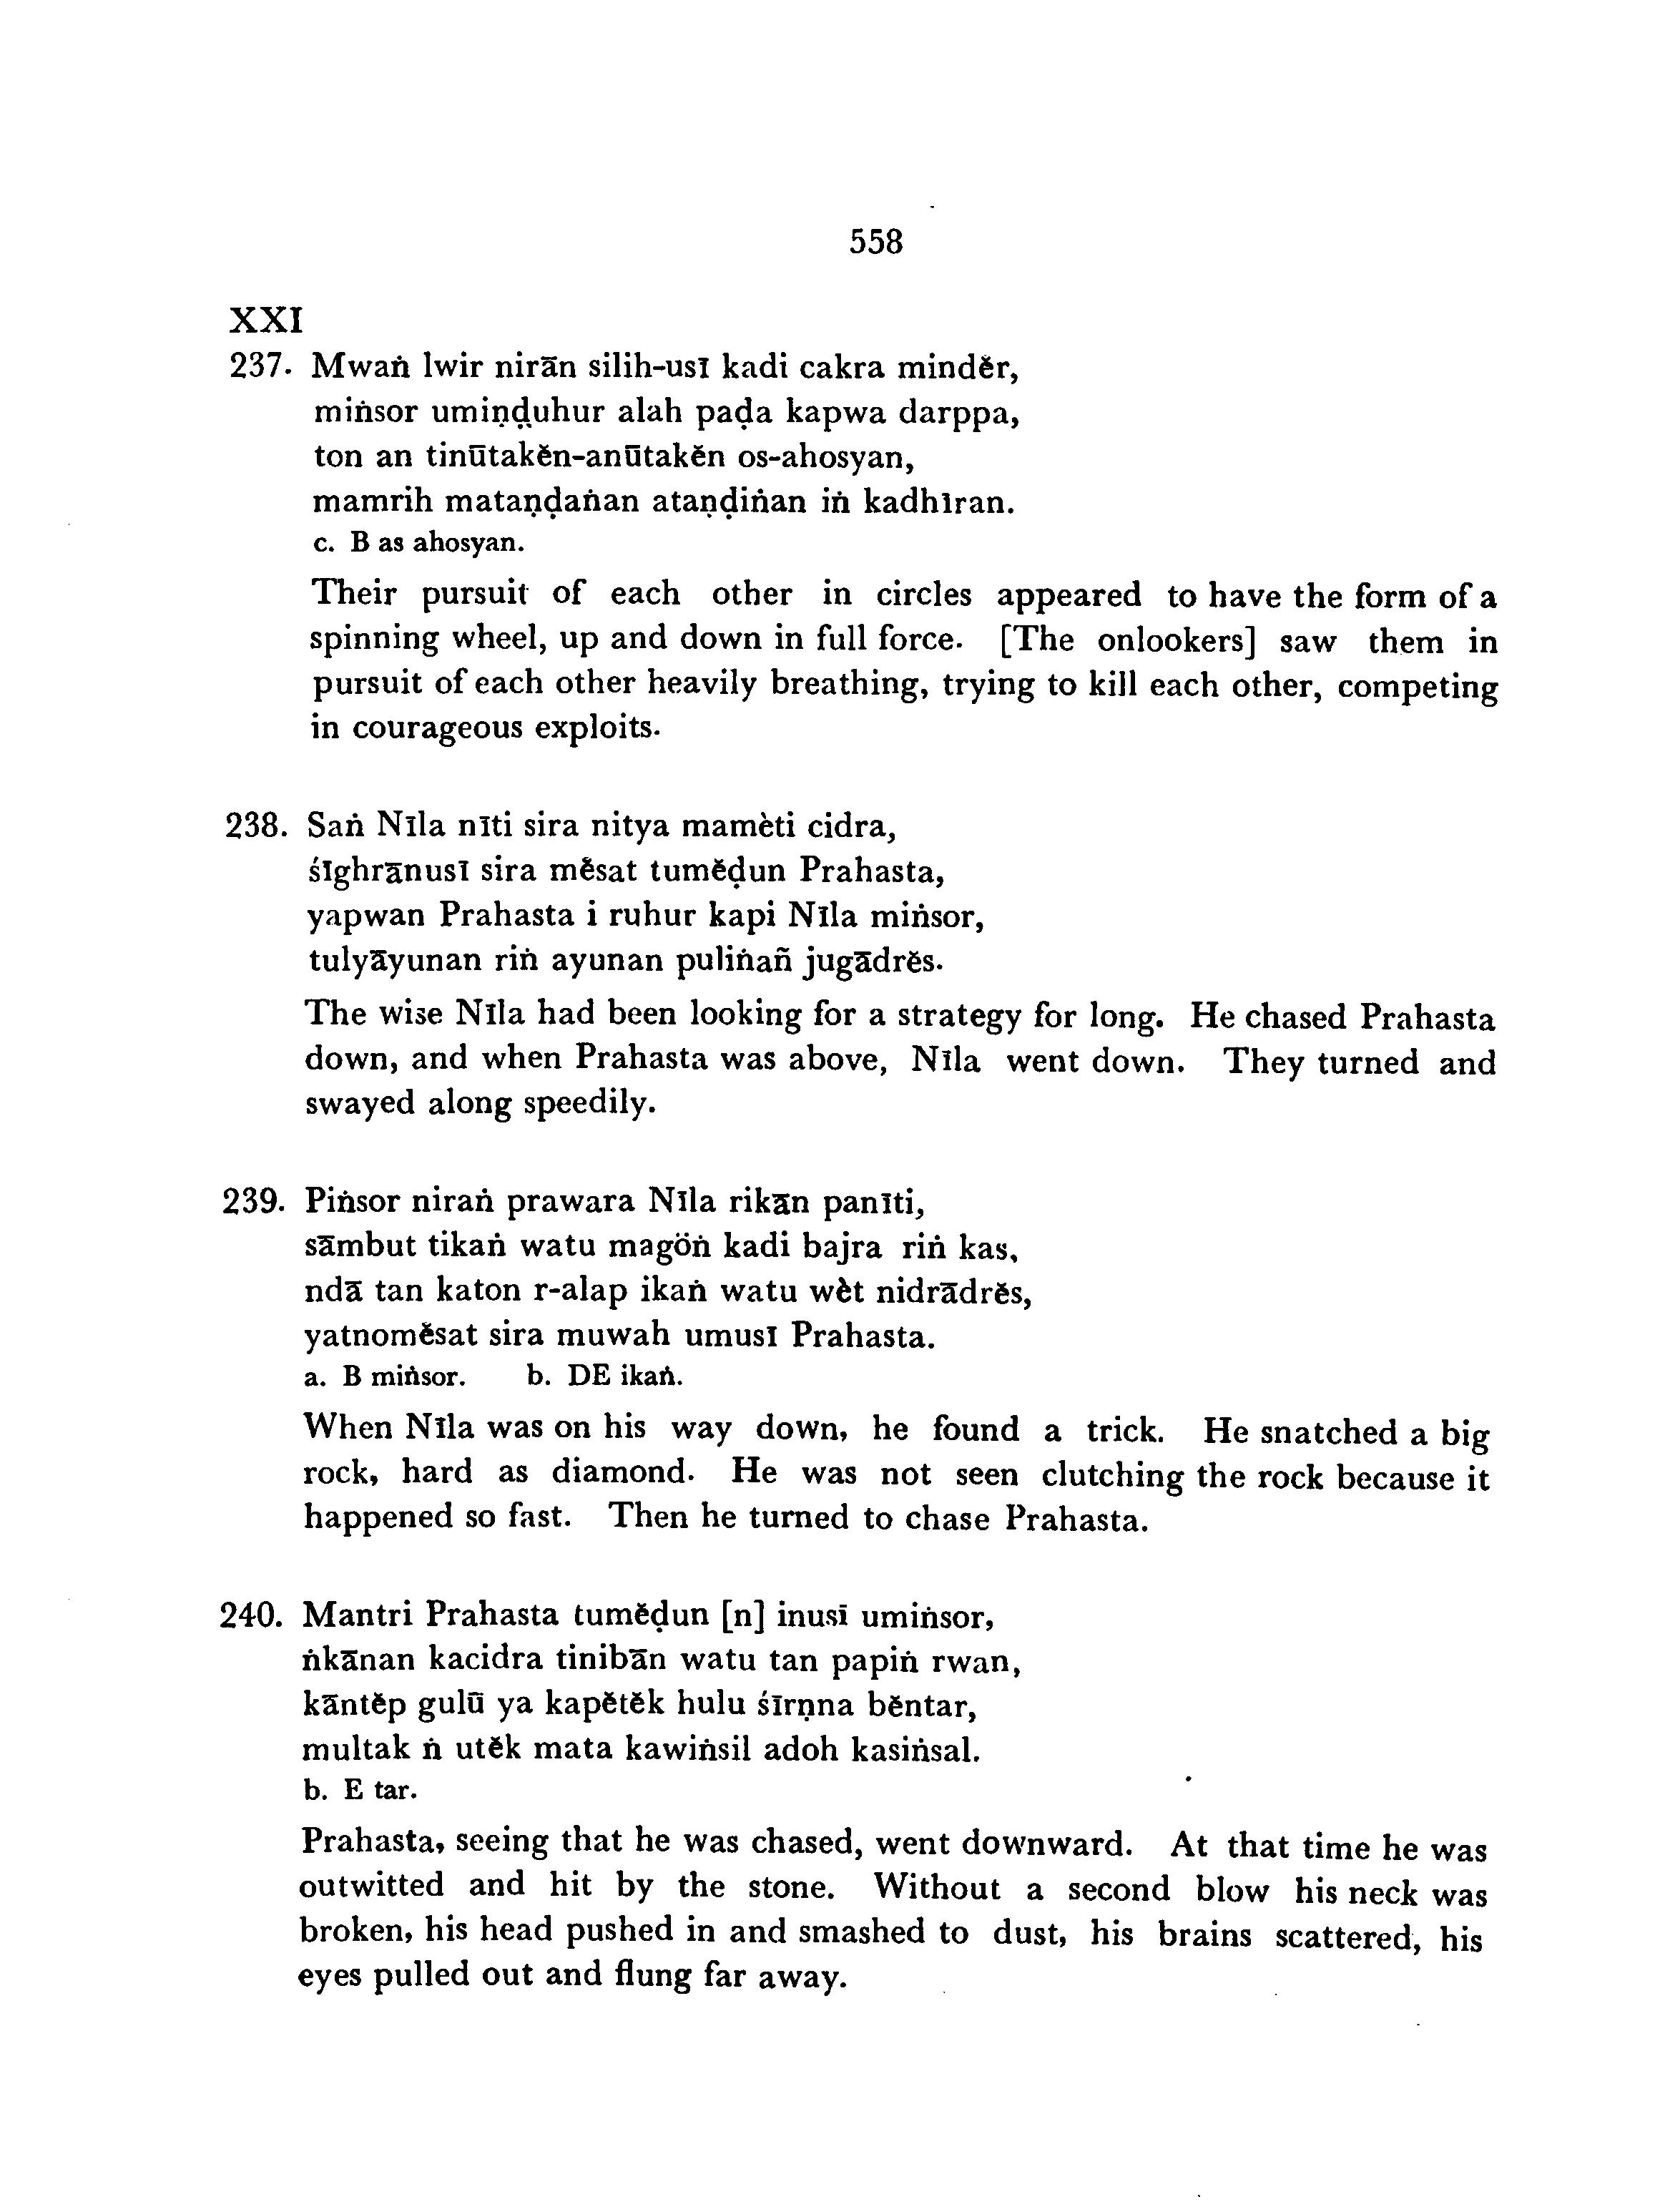 558
XXI
237. Mwaṅ lwir nirān silih-usī kadi cakra mindĕr,
miṅsor umiṇḍuhur alah paḍa kapwa darppa,
ton an tinūtakĕn-anūtakĕn os-ahosyan,
mamrih mataṇḍaṅan ataṇḍiṅan iṅ kadhīran.
c. B as ahosyan.
Their pursuit of each other in circles appeared to have the form of a
spinning wheel, up and down in full force. [The onlookers] saw them in
pursuit of each other heavily breathing, trying to kill each other, competing
in courageous exploits.
238. Saṅ Nīla nīti sira nitya mamèti cidra,
śīghrānusī sira mĕsat tumĕḍun Prahasta,
yapwan Prahasta i ruhur kapi Nīla miṅsor,
tulyāyunan riṅ ayunan puliṅañ jugādrĕs.
The wise Nīla had been looking for a strategy for long. He chased Prahasta
down, and when Prahasta was above, Nīla went down. They turned and
swayed along speedily.
239. Piṅsor niraṅ prawara Nīla rikān panīti,
sāmbut tikaṅ watu magöṅ kadi bajra riṅ kas,
ndā tan katon r-alap ikaṅ watu wèt nidrādrĕs,
yatnomĕsat sira muwah umusī Prahasta.
a. B miṅsor. b. DE ikaṅ.
When Nīla was on his way down, he found a trick. He snatched a big
rock, hard as diamond. He was not seen clutching the rock because it
happened so fast. Then he turned to chase Prahasta.
240. Mantri Prahasta tumĕḍun [n] inusī umiṅsor,
ṅkānan kacidra tinibān watu tan papiṅ rwan,
kāntĕp gulū ya kapĕtĕk hulu śīrṇna bĕntar,
multak ṅ utĕk mata kawiṅsil adoh kasiṅsal.
b. E tar.
Prahasta, seeing that he was chased, went downward. At that time he was
outwitted and hit by the stone. Without a second blow his neck was
broken, his head pushed in and smashed to dust, his brains scattered, his
eyes pulled out and flung far away.